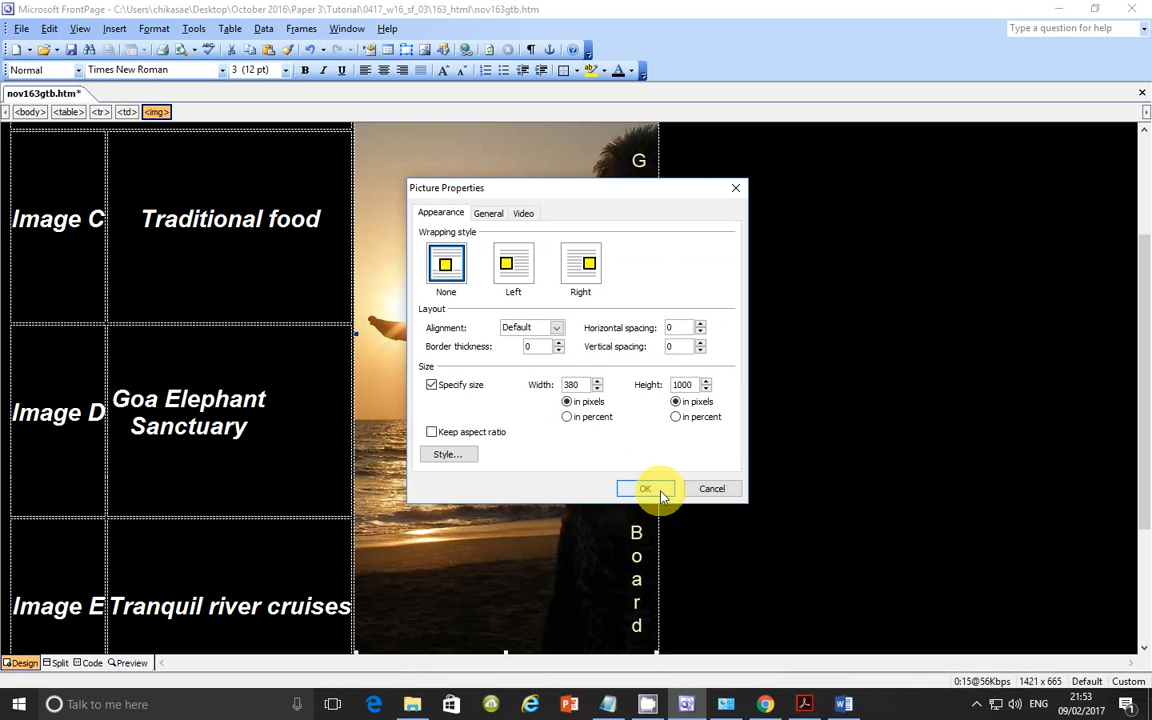 Microsoft FrontPage - C:\Users\chikasae\Desktop\October 2016\Paper 3\Tutorial\0417_w16_sf_03\163_html\nov163gtb.htm
File Edit View Insert Format Tools Table Data Frames Window Help
Type a question for help
Normal Times New Roman 3 (12 pt) B I U
nov163gtb.htm*
<body> <table> <tr> <td> <img>
G
Picture Properties
Appearance General Video
Wrapping style
None Left Right
Layout
Alignment: Default Horizontal spacing: 0
Border thickness: 0 Vertical spacing: 0
Size
Specify size Width: 380 Height: 1000
in pixels in pixels
in percent in percent
Keep aspect ratio
Style...
OK Cancel
Image C Traditional food
Image D Goa Elephant
Sanctuary
Image E Tranquil river cruises
B
o
a
r
d
Design Split Code Preview
0:15@56Kbps 1421 x 665 Default Custom
Talk to me here
ENG 21:53
09/02/2017
1